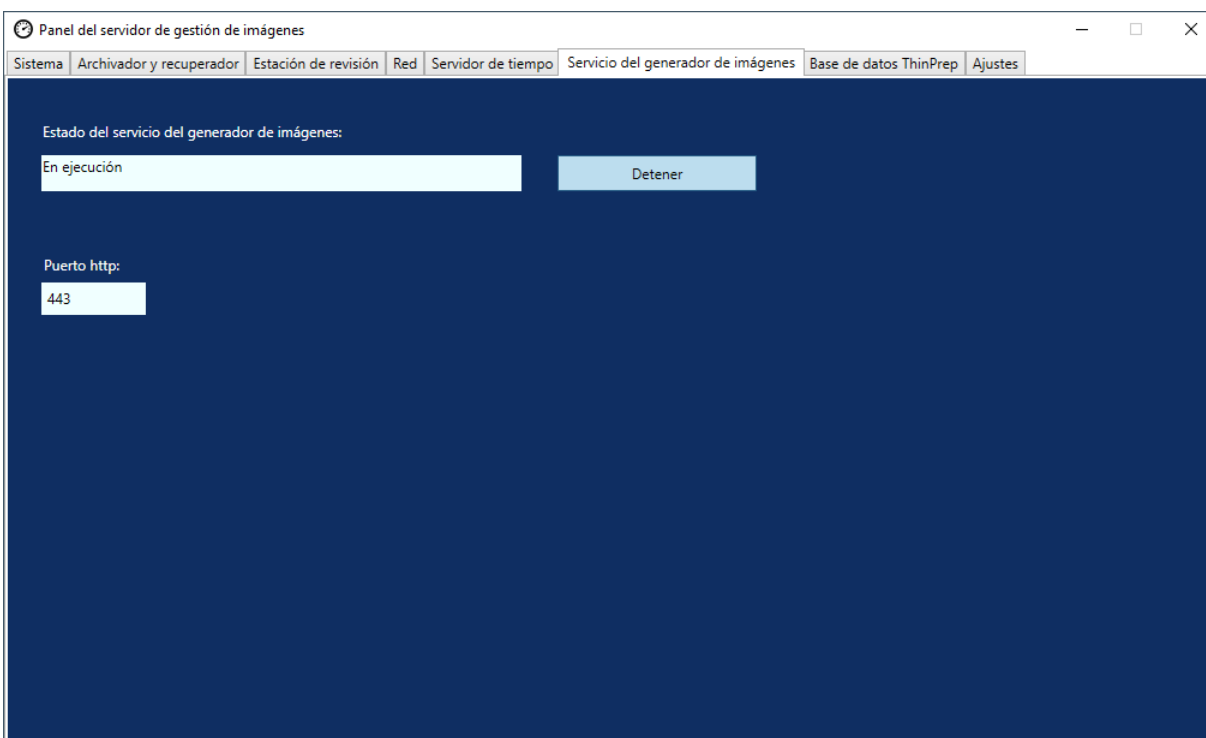 Panel del servidor de gestión de imágenes
Sistema Archivador y recuperador Estación de revisión Red Servidor de tiempo Servicio del generador de imágenes Base de datos ThinPrep Ajustes
Estado del servicio del generador de imágenes:
En ejecución Detener
Puerto http:
443